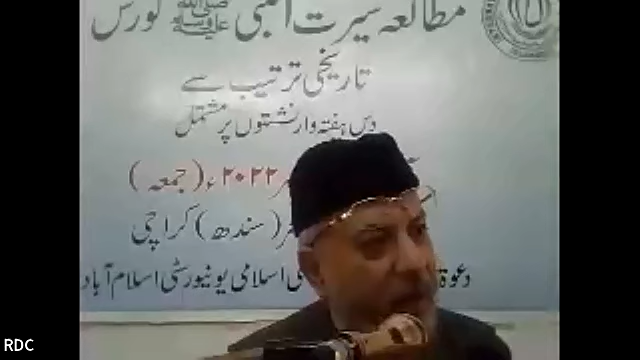 مطالعہ سیرت النبی ﷺ کورس
تاریخی ترتیب سے
دس ہفتہ وار نشستوں پر مشتمل
۲۰۲۲ء (جمعہ)
(سندھ) کراچی
دعوۃ اسلامی یونیورسٹی اسلام آباد
RDC